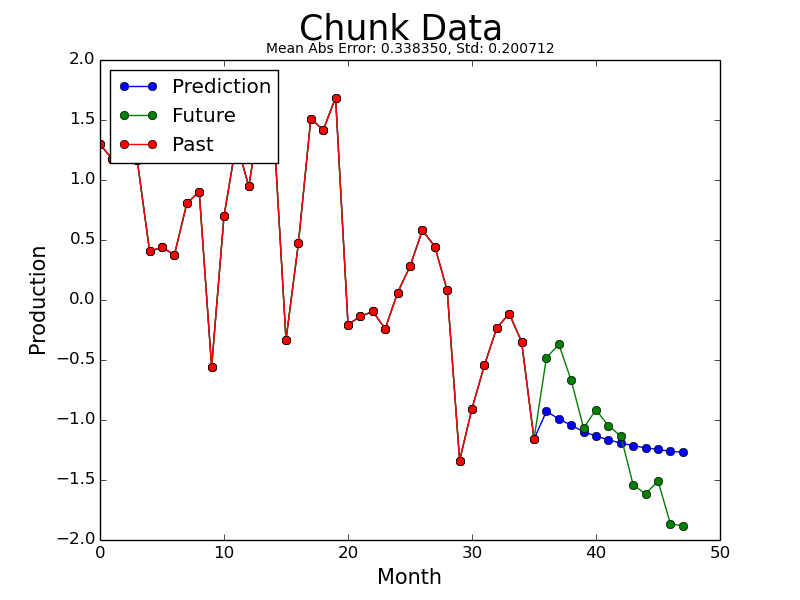 Chunk Data
Mean Abs Error: 0.338350, Std: 0.200712
Prediction
Future
Past
2.0
1.5
1.0
0.5
0.0
−0.5
−1.0
−1.5
−2.0
Production
0 10 20 30 40 50
Month